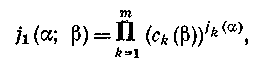 j₁(α; β) = ∏_{k=1}^{m} (c_k(β))^{j_k(α)},